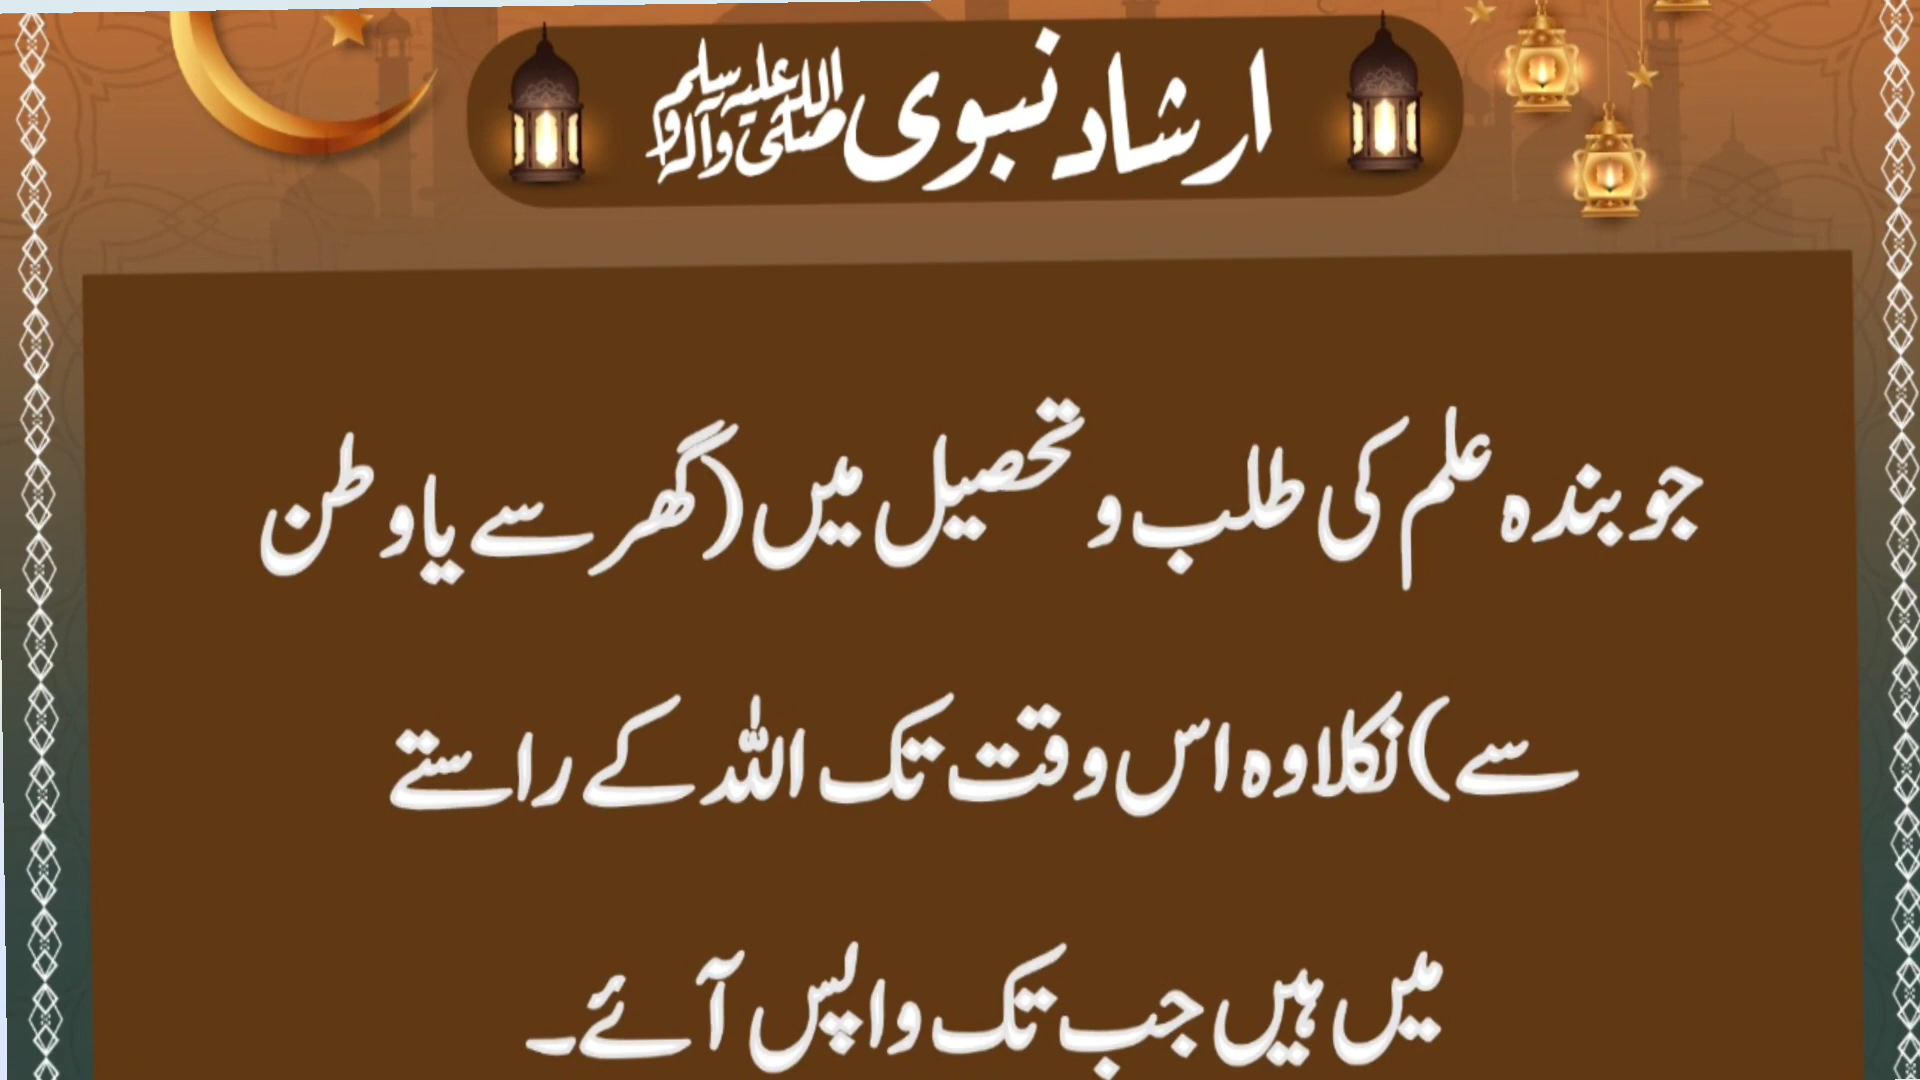 ارشاد نبوی صلی اللہ علیہ وآلہ وسلم
جو بندہ علم کی طلب و تحصیل میں (گھر سے یا وطن
سے) نکلا وہ اس وقت تک اللہ کے راستے
میں ہیں جب تک واپس آئے۔